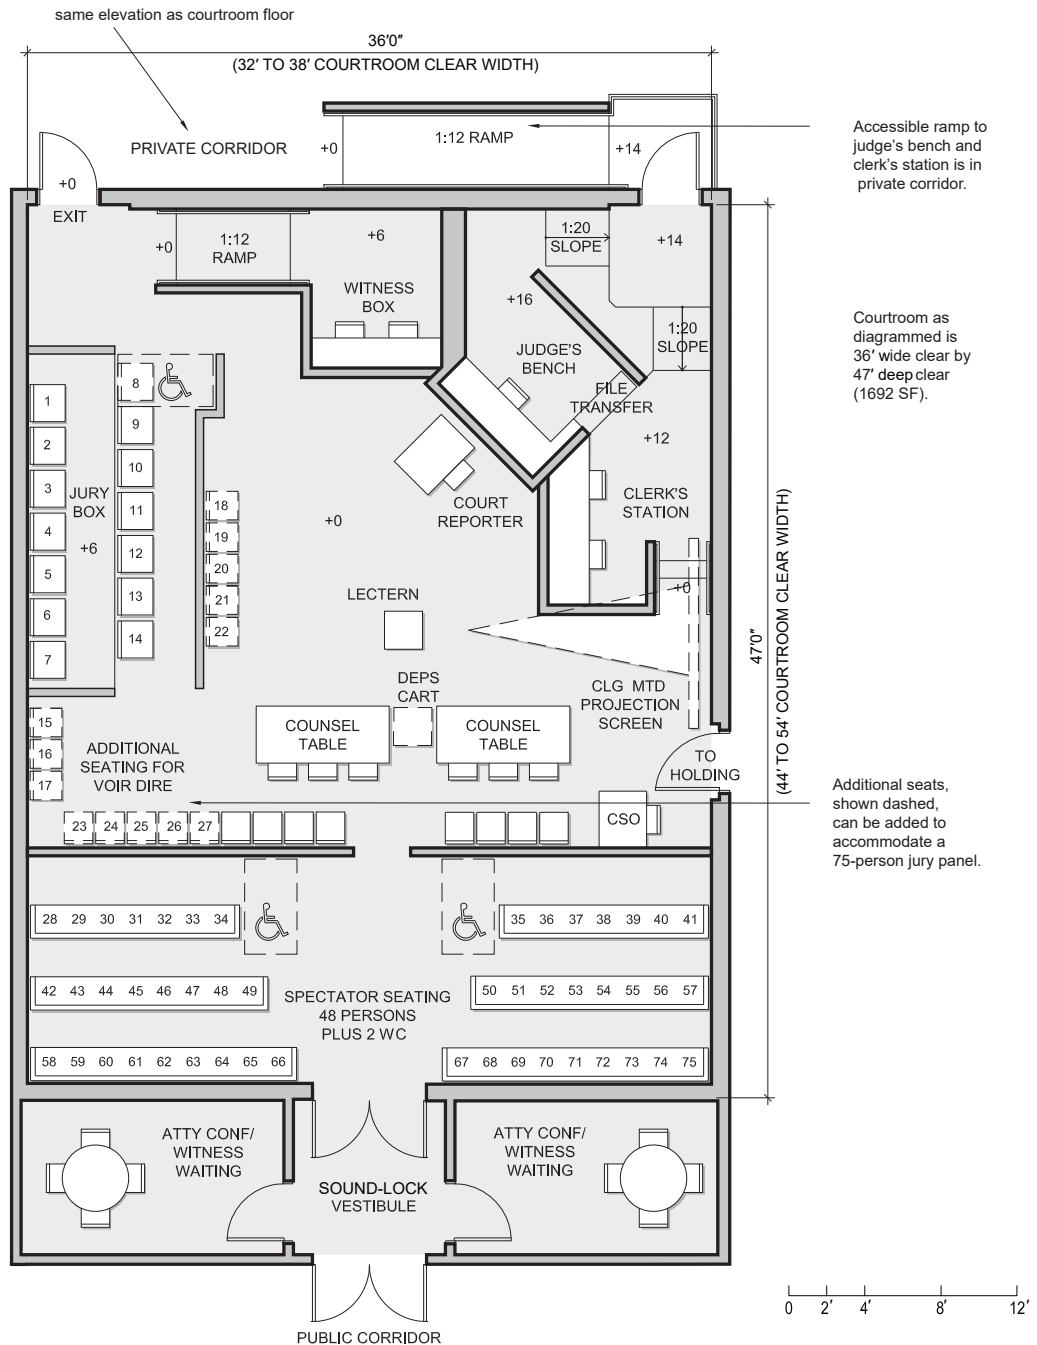 same elevation as courtroom floor
36'0"
(32' TO 38' COURTROOM CLEAR WIDTH)
PRIVATE CORRIDOR
+0
1:12 RAMP
+14
Accessible ramp to
judge's bench and
clerk's station is in
private corridor.
+0
EXIT
+0
1:12
RAMP
+6
WITNESS
BOX
1:20
SLOPE
+14
+16
1:20
SLOPE
JUDGE'S
BENCH
FILE
TRANSFER
+12
Courtroom as
diagrammed is
36' wide clear by
47' deep clear
(1692 SF).
1
2
3
4
5
6
7
JURY
BOX
+6
8
9
10
11
12
13
14
18
19
20
21
22
+0
COURT
REPORTER
CLERK'S
STATION
+0
LECTERN
47'0"
(44' TO 54' COURTROOM CLEAR WIDTH)
DEPS
CART
CLG MTD
PROJECTION
SCREEN
15
16
17
ADDITIONAL
SEATING FOR
VOIR DIRE
COUNSEL
TABLE
COUNSEL
TABLE
TO
HOLDING
23 24 25 26 27
CSO
Additional seats,
shown dashed,
can be added to
accommodate a
75-person jury panel.
28 29 30 31 32 33 34
35 36 37 38 39 40 41
42 43 44 45 46 47 48 49
50 51 52 53 54 55 56 57
SPECTATOR SEATING
48 PERSONS
PLUS 2 WC
58 59 60 61 62 63 64 65 66
67 68 69 70 71 72 73 74 75
ATTY CONF/
WITNESS
WAITING
ATTY CONF/
WITNESS
WAITING
SOUND-LOCK
VESTIBULE
PUBLIC CORRIDOR
0 2' 4' 8' 12'